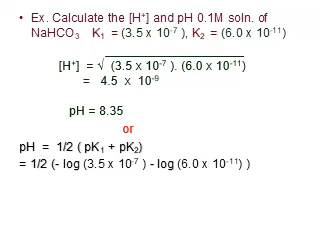 • Ex. Calculate the [H⁺] and pH 0.1M soln. of
NaHCO₃ K₁ = (3.5 x 10⁻⁷ ), K₂ = (6.0 x 10⁻¹¹)
[H⁺] = √ (3.5 x 10⁻⁷ ). (6.0 x 10⁻¹¹)
= 4.5 x 10⁻⁹
pH = 8.35
or
pH = 1/2 ( pK₁ + pK₂)
= 1/2 (- log (3.5 x 10⁻⁷ ) - log (6.0 x 10⁻¹¹) )